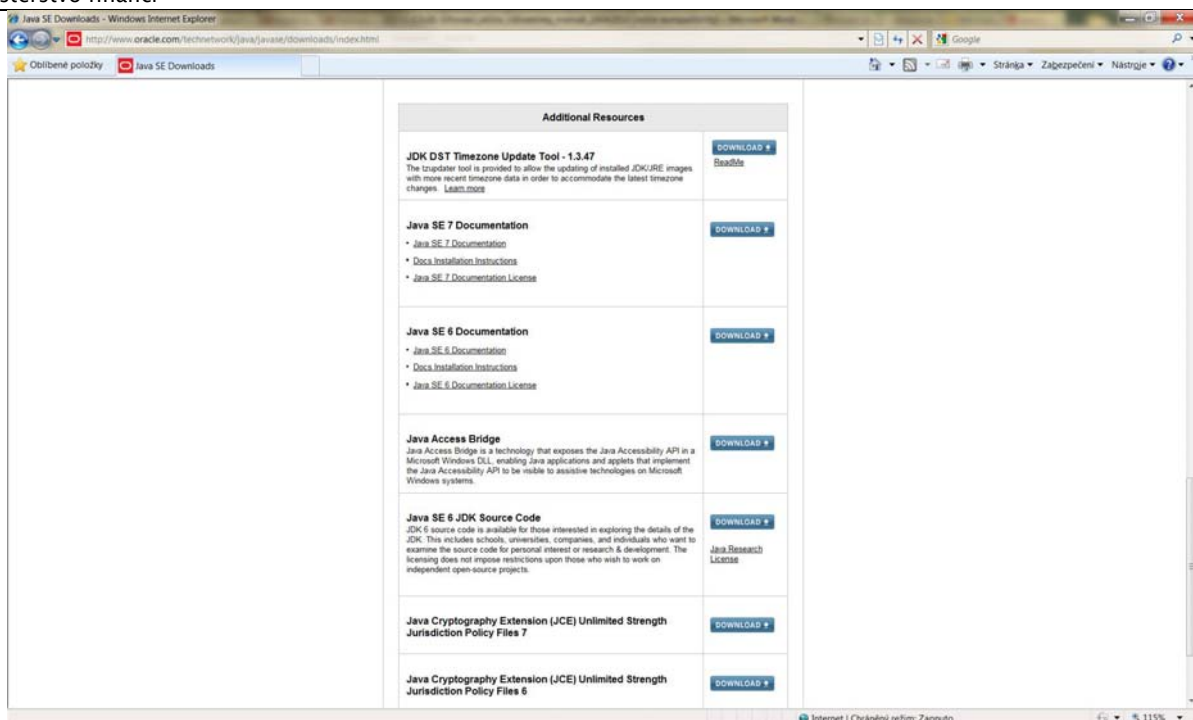 Java SE Downloads - Windows Internet Explorer
http://www.oracle.com/technetwork/java/javase/downloads/index.html
Google
Oblíbené položky
Java SE Downloads
Stránka
Zabezpečení
Nástroje
Additional Resources
JDK DST Timezone Update Tool - 1.3.47
DOWNLOAD
ReadMe
The tzupdater tool is provided to allow the updating of installed JDK/JRE images
with more recent timezone data in order to accommodate the latest timezone
changes. Learn more
Java SE 7 Documentation
DOWNLOAD
• Java SE 7 Documentation
• Docs Installation Instructions
• Java SE 7 Documentation License
Java SE 6 Documentation
DOWNLOAD
• Java SE 6 Documentation
• Docs Installation Instructions
• Java SE 6 Documentation License
Java Access Bridge
DOWNLOAD
Java Access Bridge is a technology that exposes the Java Accessibility API in a
Microsoft Windows DLL, enabling Java applications and applets that implement
the Java Accessibility API to be visible to assistive technologies on Microsoft
Windows systems.
Java SE 6 JDK Source Code
DOWNLOAD
JDK 6 source code is available for those interested in exploring the details of the
JDK. This includes schools, universities, companies, and individuals who want to
examine the source code for personal interest or research & development. The
licensing does not impose restrictions upon those who wish to work on
independent open-source projects.
Java Research
License
Java Cryptography Extension (JCE) Unlimited Strength
Jurisdiction Policy Files 7
DOWNLOAD
Java Cryptography Extension (JCE) Unlimited Strength
Jurisdiction Policy Files 6
DOWNLOAD
Internet | Chráněný režim: Zapnuto
115%